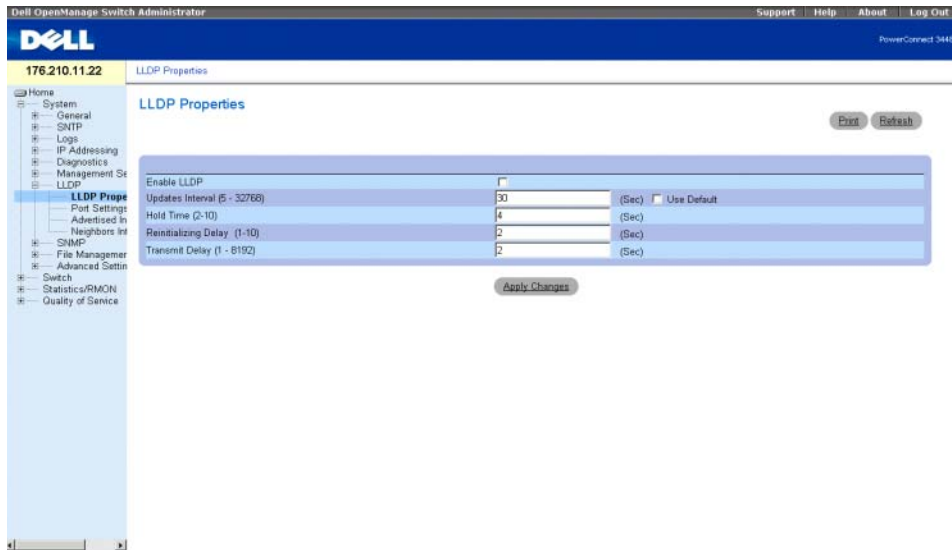 Dell OpenManage Switch Administrator Support Help About Log Out
DELL
PowerConnect 3448
176.210.11.22 LLDP Properties
Home
System
General
SNTP
Logs
IP Addressing
Diagnostics
Management Se
LLDP
LLDP Prope
Port Settings
Advertised In
Neighbors Inf
SNMP
File Managemer
Advanced Settin
Switch
Statistics/RMON
Quality of Service
LLDP Properties
Print Refresh
Enable LLDP
Updates Interval (5 - 32768) 30 (Sec) Use Default
Hold Time (2-10) 4 (Sec)
Reinitializing Delay (1-10) 2 (Sec)
Transmit Delay (1 - 8192) 2 (Sec)
Apply Changes